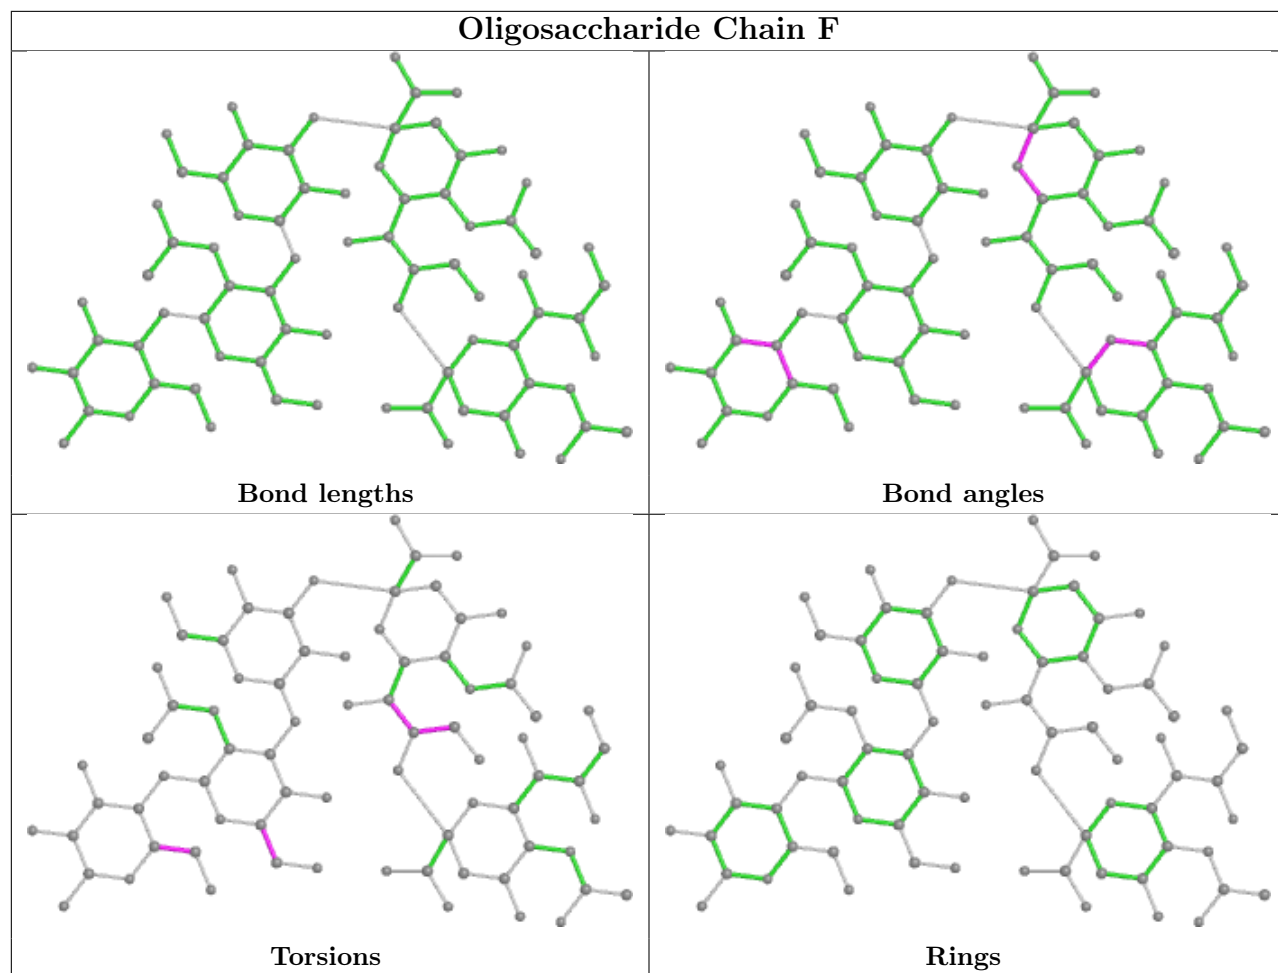 Oligosaccharide Chain F
Bond lengths
Bond angles
Torsions
Rings